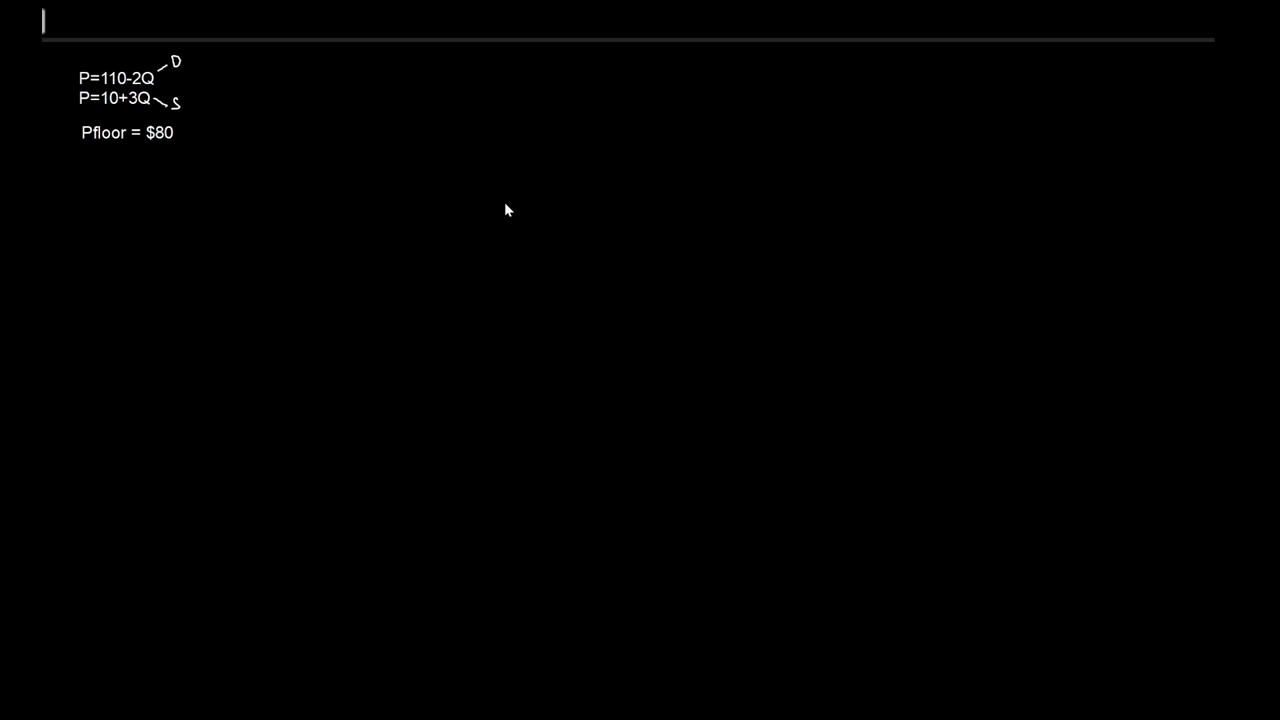 D
P=110-2Q
P=10+3Q
S
Pfloor = $80